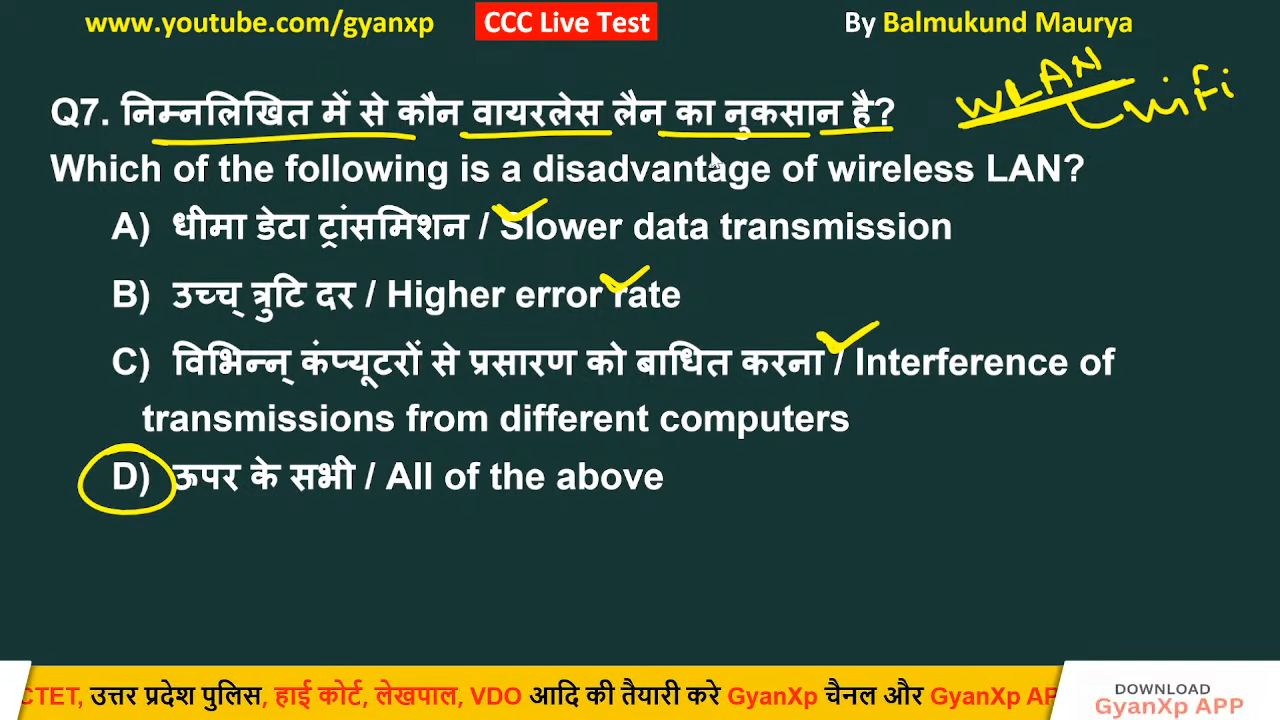 www.youtube.com/gyanxp
CCC Live Test
By Balmukund Maurya
WLAN
WiFi
Q7. निम्नलिखित में से कौन वायरलेस लैन का नुकसान है?
Which of the following is a disadvantage of wireless LAN?
A) धीमा डेटा ट्रांसमिशन / Slower data transmission
B) उच्च् त्रुटि दर / Higher error rate
C) विभिन्न् कंप्यूटरों से प्रसारण को बाधित करना / Interference of
transmissions from different computers
D) ऊपर के सभी / All of the above
CTET, उत्तर प्रदेश पुलिस, हाई कोर्ट, लेखपाल, VDO आदि की तैयारी करे GyanXp चैनल और GyanXp AP
DOWNLOAD
GyanXp APP